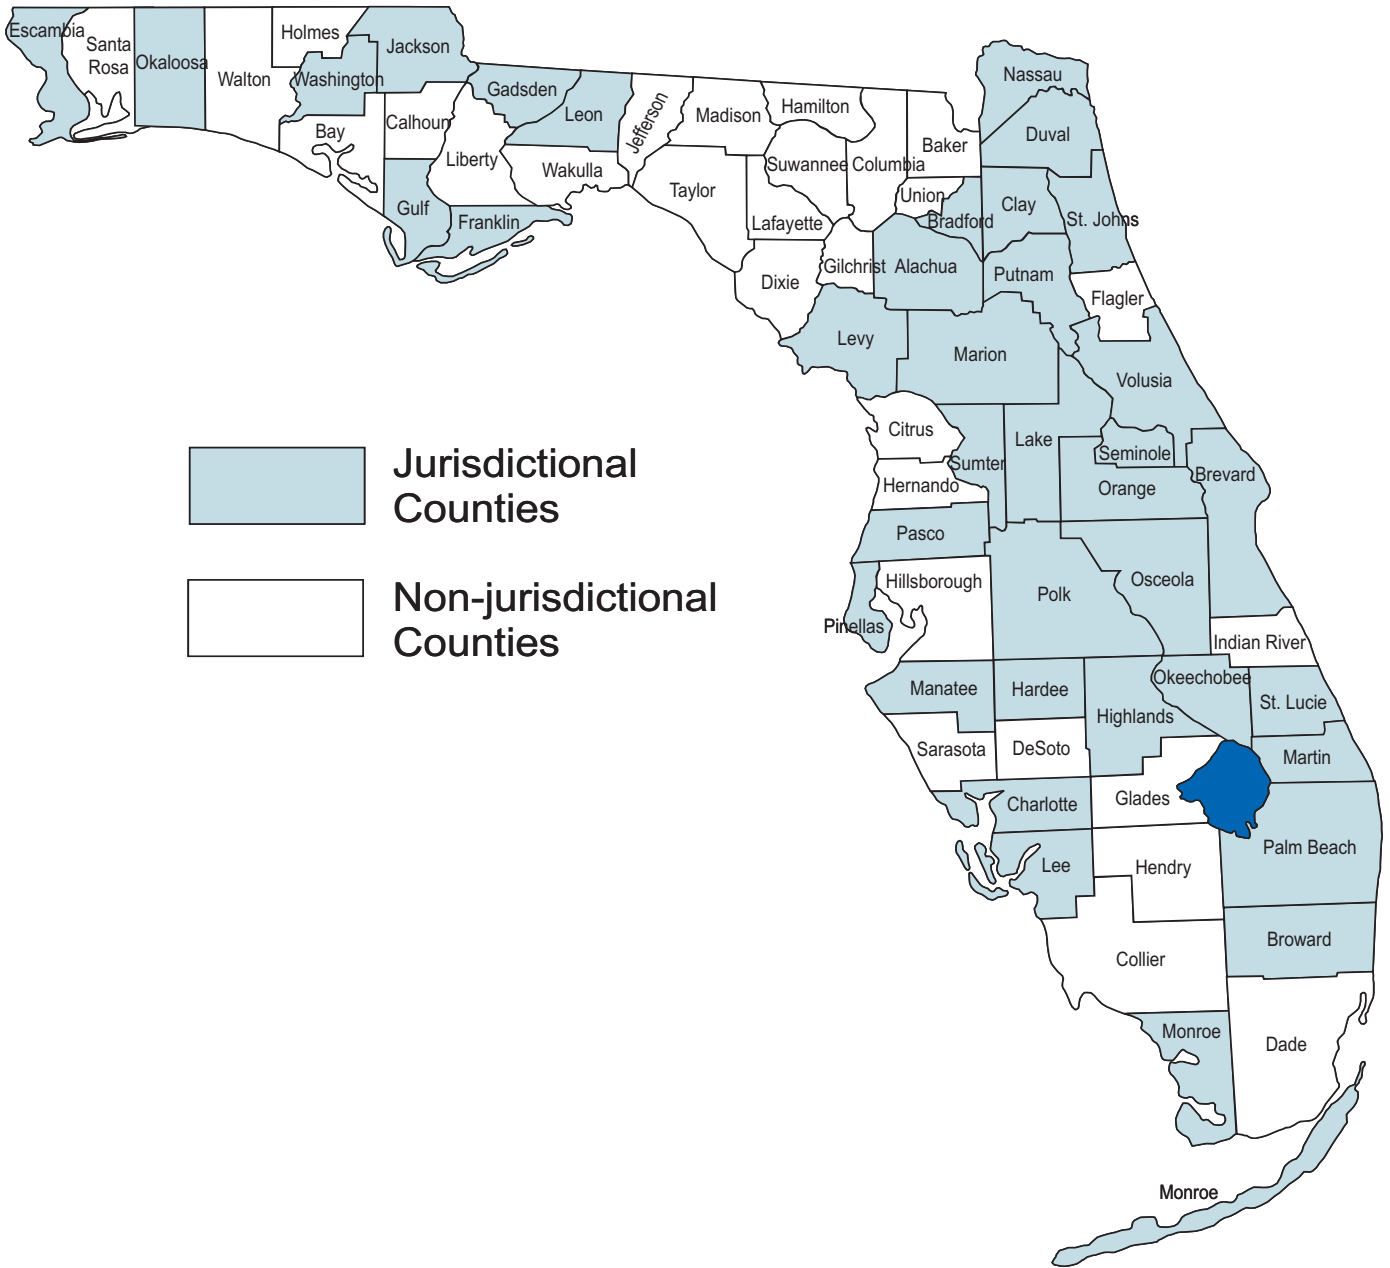 Escambia
Santa
Rosa
Okaloosa
Walton
Holmes
Washington
Jackson
Bay
Calhoun
Gulf
Liberty
Gadsden
Leon
Wakulla
Franklin
Jefferson
Madison
Taylor
Hamilton
Suwannee
Lafayette
Dixie
Columbia
Gilchrist
Baker
Union
Bradford
Alachua
Nassau
Duval
Clay
St. Johns
Putnam
Flagler
Levy
Marion
Volusia
Citrus
Sumter
Lake
Seminole
Orange
Brevard
Hernando
Pasco
Hillsborough
Pinellas
Polk
Osceola
Indian River
Manatee
Hardee
Highlands
Okeechobee
St. Lucie
Sarasota
DeSoto
Martin
Charlotte
Glades
Lee
Hendry
Palm Beach
Broward
Collier
Monroe
Dade
Monroe
Jurisdictional
Counties
Non-jurisdictional
Counties